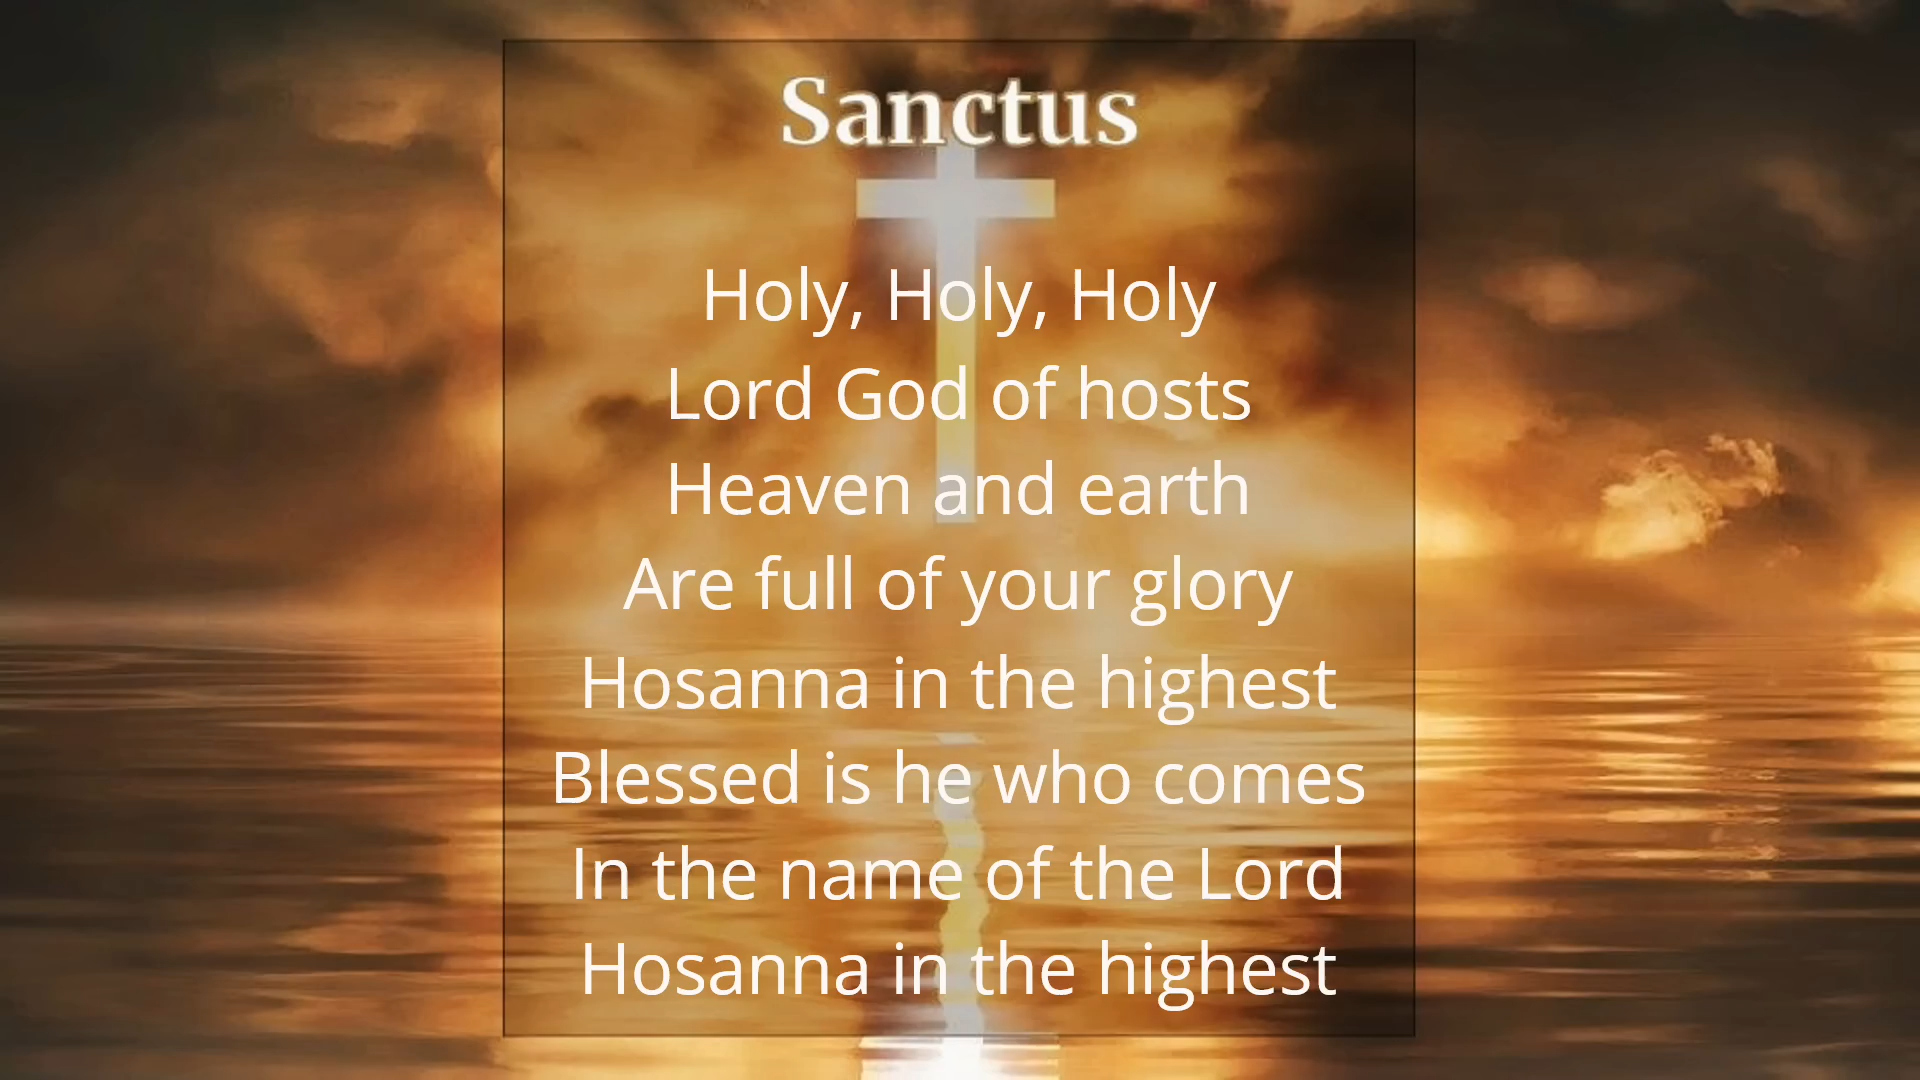 Sanctus
Holy, Holy, Holy
Lord God of hosts
Heaven and earth
Are full of your glory
Hosanna in the highest
Blessed is he who comes
In the name of the Lord
Hosanna in the highest